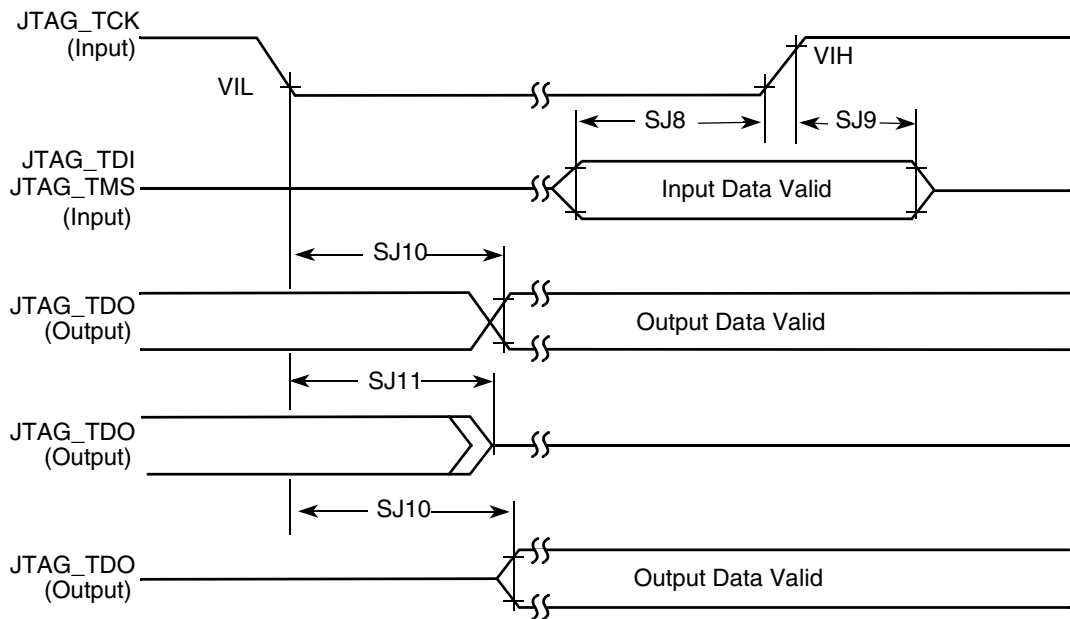 JTAG_TCK
(Input)
VIL
VIH
SJ8
SJ9
JTAG_TDI
JTAG_TMS
(Input)
Input Data Valid
SJ10
JTAG_TDO
(Output)
Output Data Valid
SJ11
JTAG_TDO
(Output)
SJ10
JTAG_TDO
(Output)
Output Data Valid